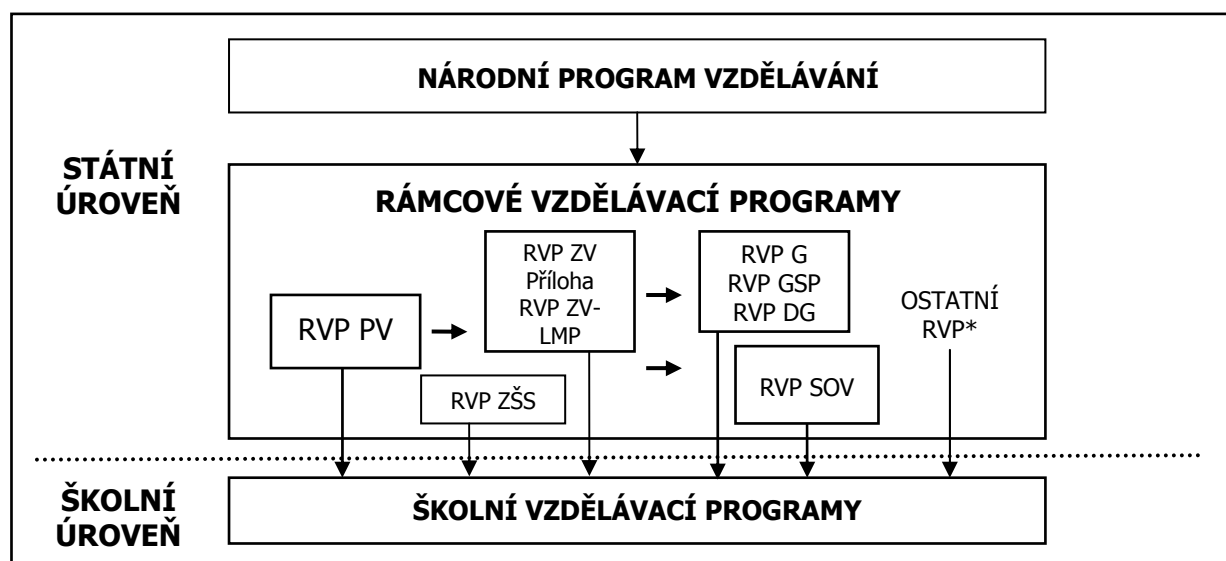 NÁRODNÍ PROGRAM VZDĚLÁVÁNÍ
STÁTNÍ
ÚROVEŇ
RÁMCOVÉ VZDĚLÁVACÍ PROGRAMY
RVP PV
RVP ZV
Příloha
RVP ZV-
LMP
RVP ZŠS
RVP G
RVP GSP
RVP DG
RVP SOV
OSTATNÍ
RVP*
ŠKOLNÍ
ÚROVEŇ
ŠKOLNÍ VZDĚLÁVACÍ PROGRAMY